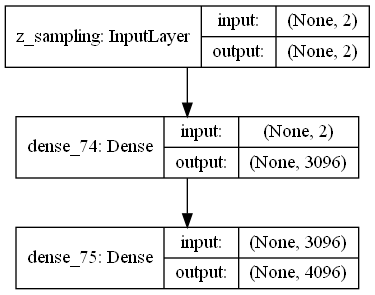 z_sampling: InputLayer input: (None, 2)
output: (None, 2)
dense_74: Dense input: (None, 2)
output: (None, 3096)
dense_75: Dense input: (None, 3096)
output: (None, 4096)